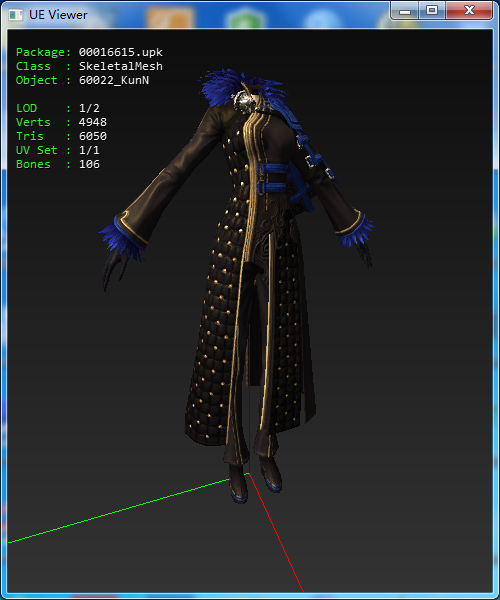 UE Viewer
Package: 00016615.upk
Class : SkeletalMesh
Object : 60022_KunN
LOD : 1/2
Verts : 4948
Tris : 6050
UV Set : 1/1
Bones : 106